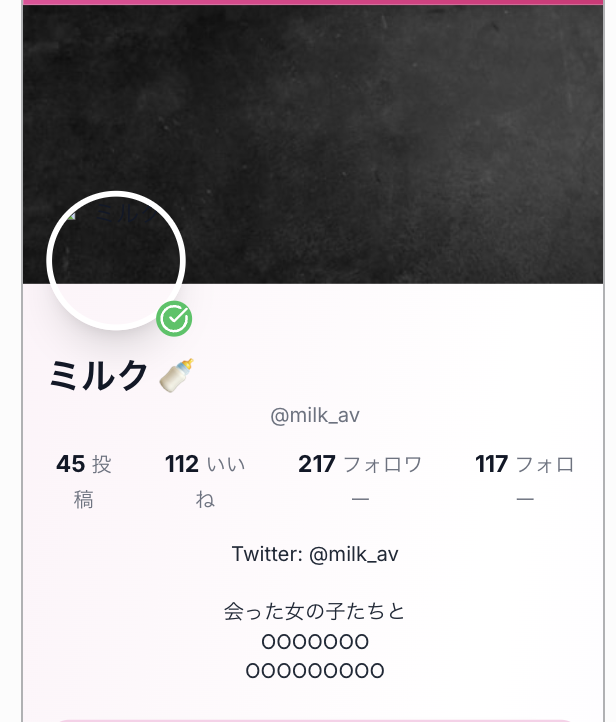 ミルク 🍼
@milk_av
45 投稿
112 いいね
217 フォロワー
117 フォロー
Twitter: @milk_av
会った女の子たちと
OOOOOOO
OOOOOOOOO